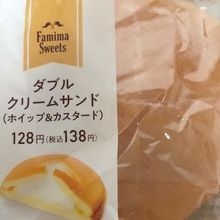 Famima
Sweets
ダブル
クリームサンド
(ホイップ&カスタード)
128円(税込138円)